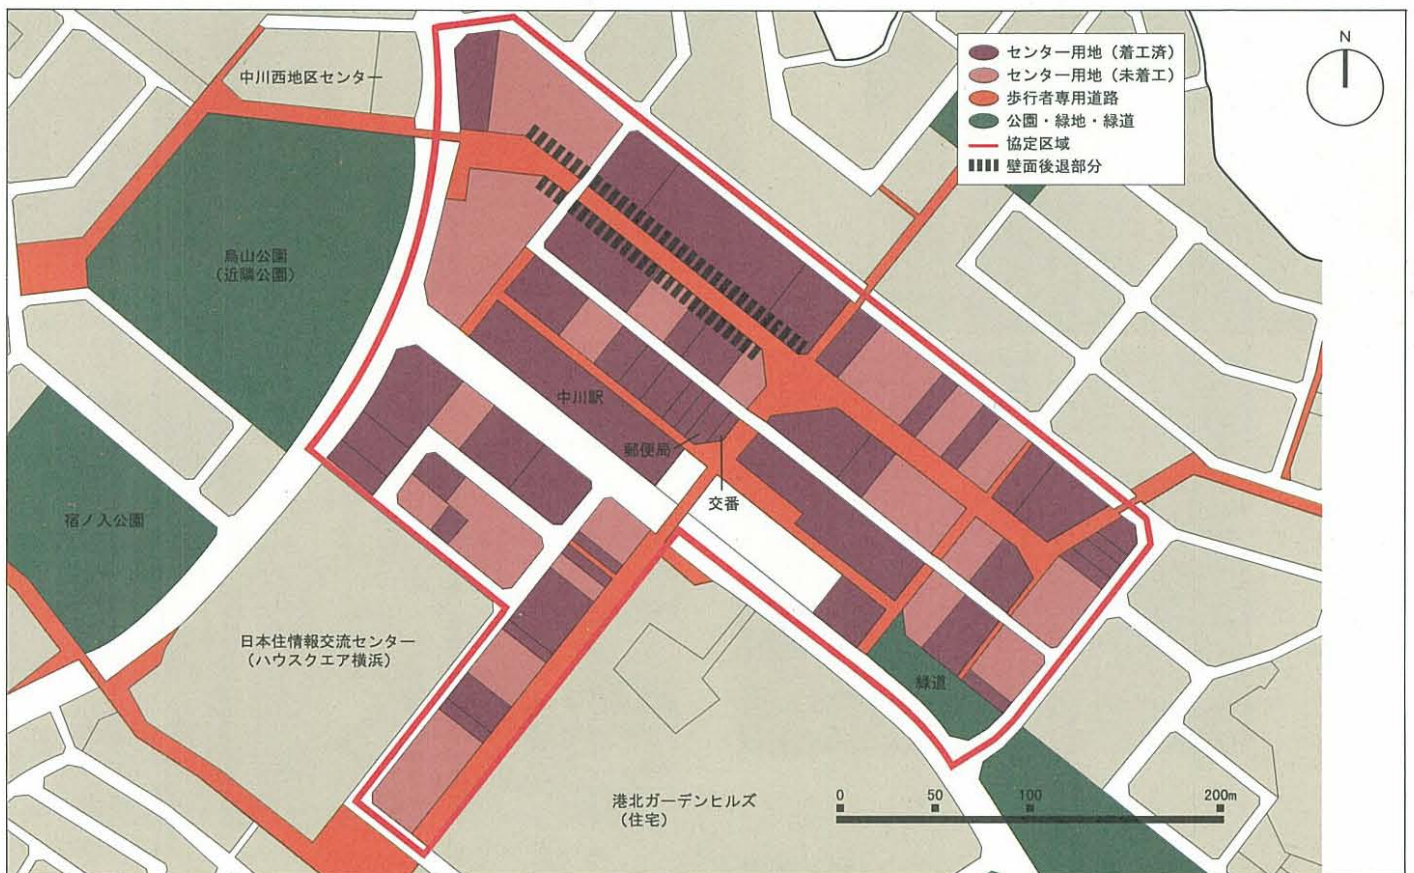 中川西地区センター
センター用地（着工済）
センター用地（未着工）
歩行者専用道路
公園・緑地・緑道
協定区域
壁面後退部分
N
烏山公園
（近隣公園）
中川駅
郵便局
交番
宿ノ入公園
日本住情報交流センター
（ハウスクエア横浜）
緑道
港北ガーデンヒルズ
（住宅）
0 50 100 200m